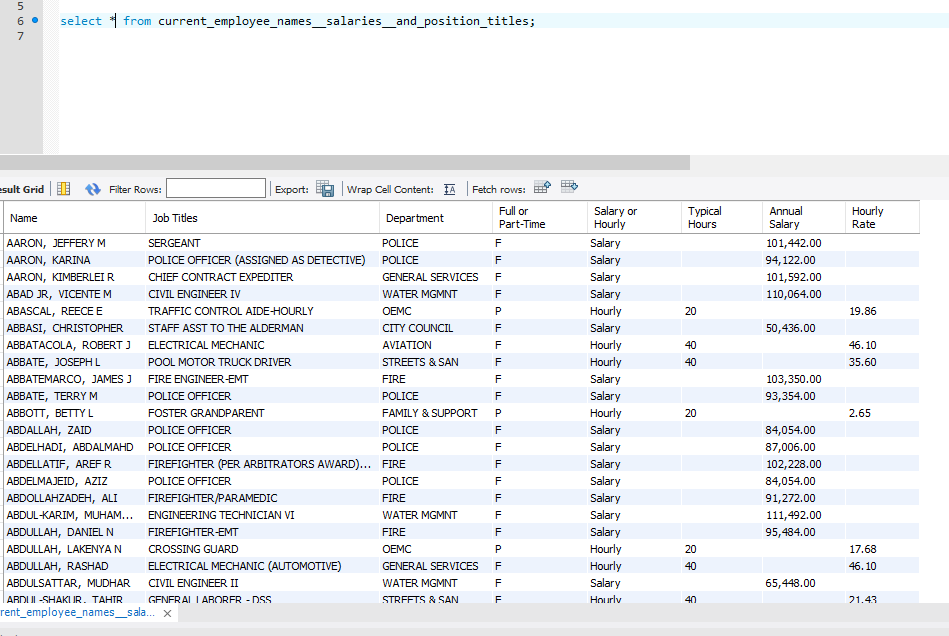 5
6 select * from current_employee_names__salaries__and_position_titles;
7
esult Grid Filter Rows: Export: Wrap Cell Content: IA Fetch rows:
Name Job Titles Department Full or Part-Time Salary or Hourly Typical Hours Annual Salary Hourly Rate
AARON, JEFFERY M SERGEANT POLICE F Salary 101,442.00
AARON, KARINA POLICE OFFICER (ASSIGNED AS DETECTIVE) POLICE F Salary 94,122.00
AARON, KIMBERLEI R CHIEF CONTRACT EXPEDITER GENERAL SERVICES F Salary 101,592.00
ABAD JR, VICENTE M CIVIL ENGINEER IV WATER MGMNT F Salary 110,064.00
ABASCAL, REECE E TRAFFIC CONTROL AIDE-HOURLY OEMC P Hourly 20 19.86
ABBASI, CHRISTOPHER STAFF ASST TO THE ALDERMAN CITY COUNCIL F Salary 50,436.00
ABBATACOLA, ROBERT J ELECTRICAL MECHANIC AVIATION F Hourly 40 46.10
ABBATE, JOSEPH L POOL MOTOR TRUCK DRIVER STREETS & SAN F Hourly 40 35.60
ABBATEMARCO, JAMES J FIRE ENGINEER-EMT FIRE F Salary 103,350.00
ABBATE, TERRY M POLICE OFFICER POLICE F Salary 93,354.00
ABBOTT, BETTY L FOSTER GRANDPARENT FAMILY & SUPPORT P Hourly 20 2.65
ABDALLAH, ZAID POLICE OFFICER POLICE F Salary 84,054.00
ABDELHADI, ABDALMAHD POLICE OFFICER POLICE F Salary 87,006.00
ABDELLATIF, AREF R FIREFIGHTER (PER ARBITRATORS AWARD)... FIRE F Salary 102,228.00
ABDELMAJEID, AZIZ POLICE OFFICER POLICE F Salary 84,054.00
ABDOLLAHZADEH, ALI FIREFIGHTER/PARAMEDIC FIRE F Salary 91,272.00
ABDUL-KARIM, MUHAM... ENGINEERING TECHNICIAN VI WATER MGMNT F Salary 111,492.00
ABDULLAH, DANIEL N FIREFIGHTER-EMT FIRE F Salary 95,484.00
ABDULLAH, LAKENYA N CROSSING GUARD OEMC P Hourly 20 17.68
ABDULLAH, RASHAD ELECTRICAL MECHANIC (AUTOMOTIVE) GENERAL SERVICES F Hourly 40 46.10
ABDULSATTAR, MUDHAR CIVIL ENGINEER II WATER MGMNT F Salary 65,448.00
ABDUL-SHAKUR, TAHIR GENERAL LABORER - DSS STREETS & SAN F Hourly 40 21.43
rent_employee_names__sala...